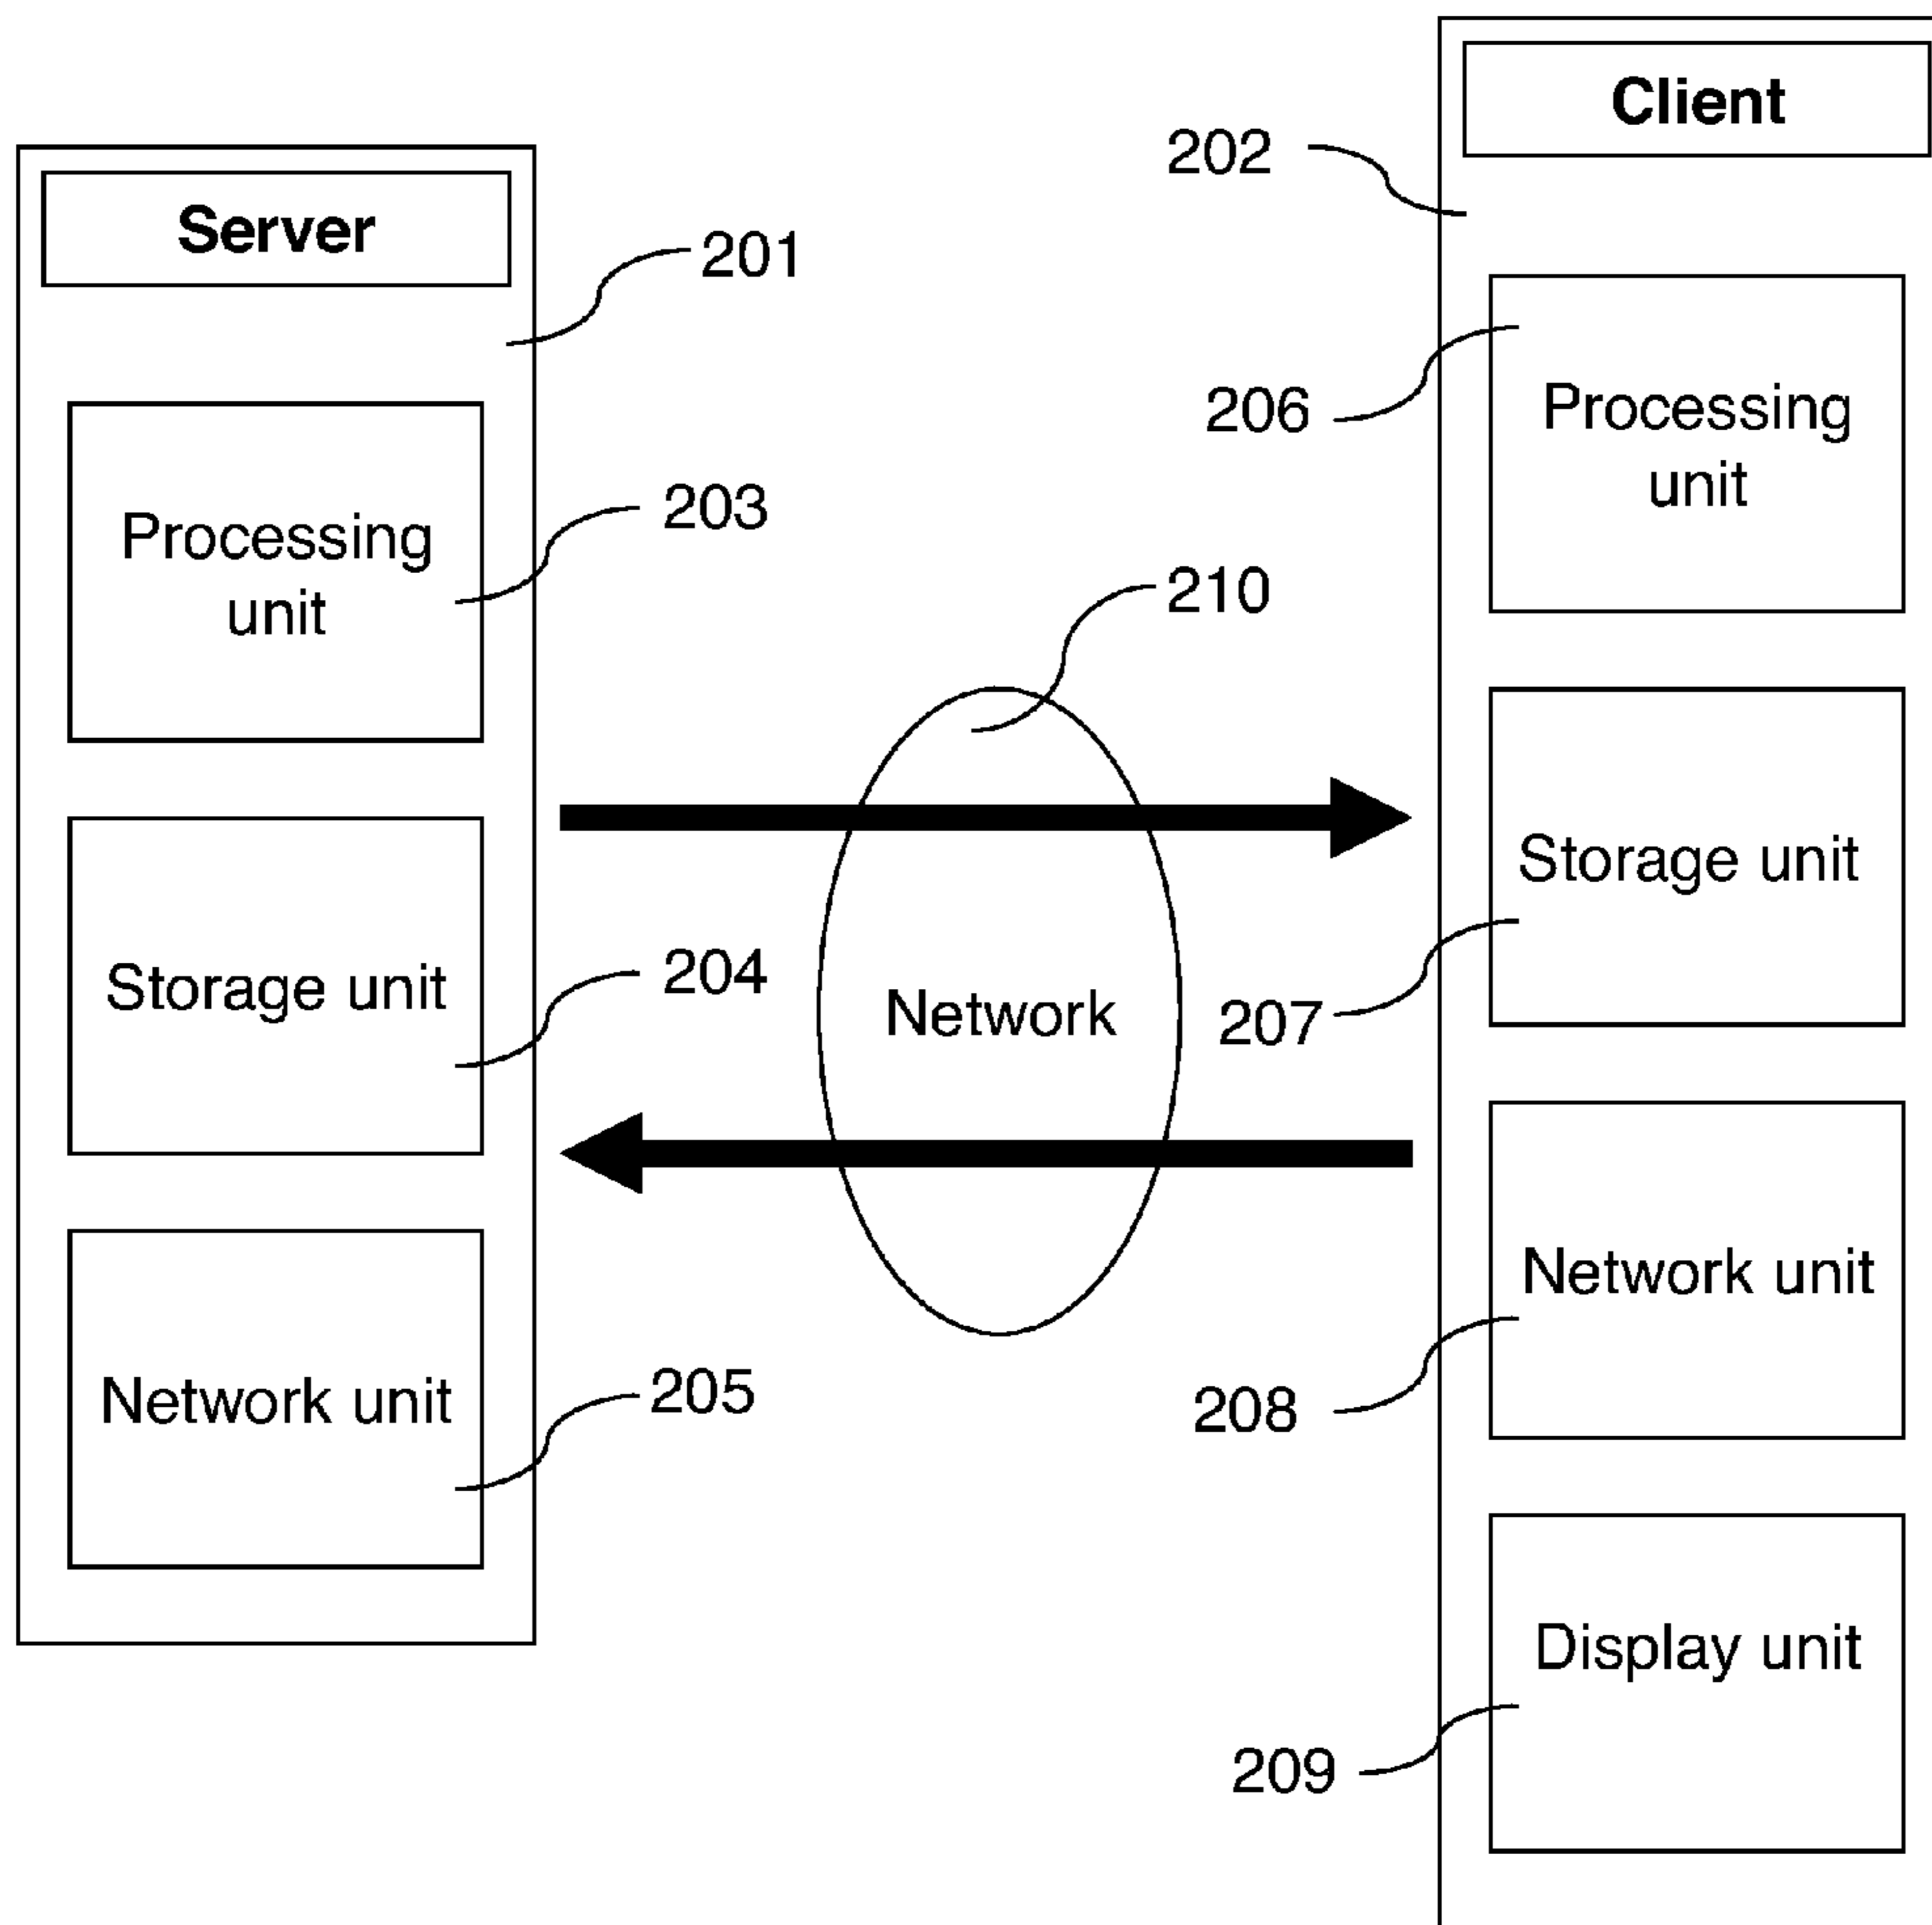 Server
201
Processing
unit
203
Storage unit
204
Network unit
205
210
Network
Client
202
Processing
unit
206
Storage unit
207
Network unit
208
Display unit
209